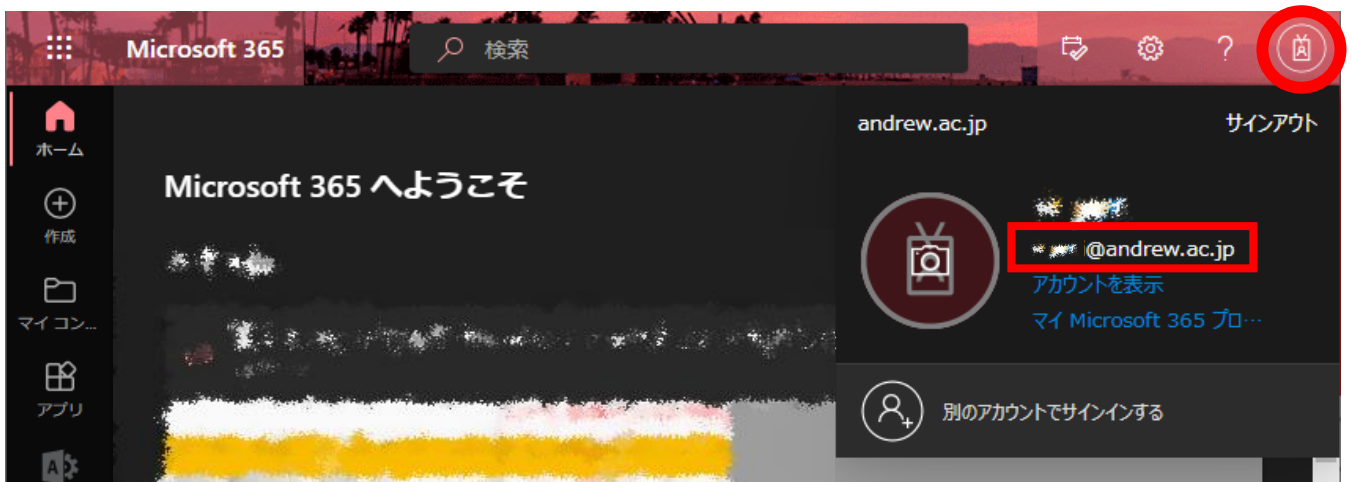 Microsoft 365
検索
?
ホーム
作成
マイ コン...
アプリ
Microsoft 365 へようこそ
andrew.ac.jp
サインアウト
@andrew.ac.jp
アカウントを表示
マイ Microsoft 365 プロ…
別のアカウントでサインインする